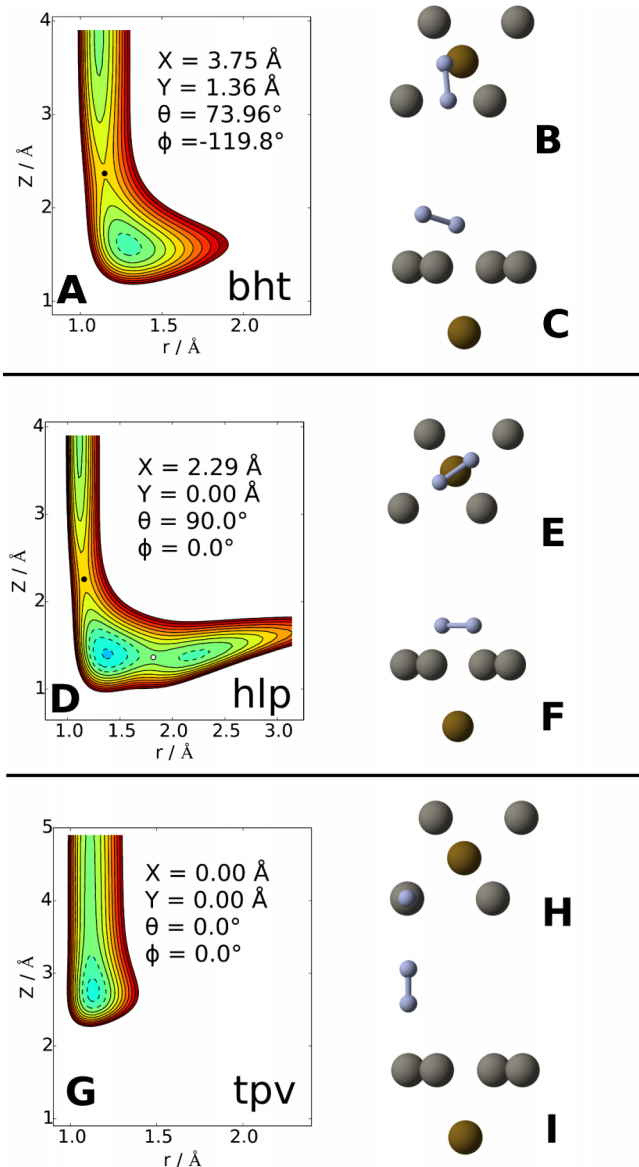 4
3
2
1
Z / Å
X = 3.75 Å
Y = 1.36 Å
θ = 73.96°
ϕ =-119.8°
A
bht
1.0 1.5 2.0
r / Å
B
C
4
3
2
1
Z / Å
X = 2.29 Å
Y = 0.00 Å
θ = 90.0°
ϕ = 0.0°
D
hlp
1.0 1.5 2.0 2.5 3.0
r / Å
E
F
5
4
3
2
1
Z / Å
X = 0.00 Å
Y = 0.00 Å
θ = 0.0°
ϕ = 0.0°
G
tpv
1.0 1.5 2.0
r / Å
H
I